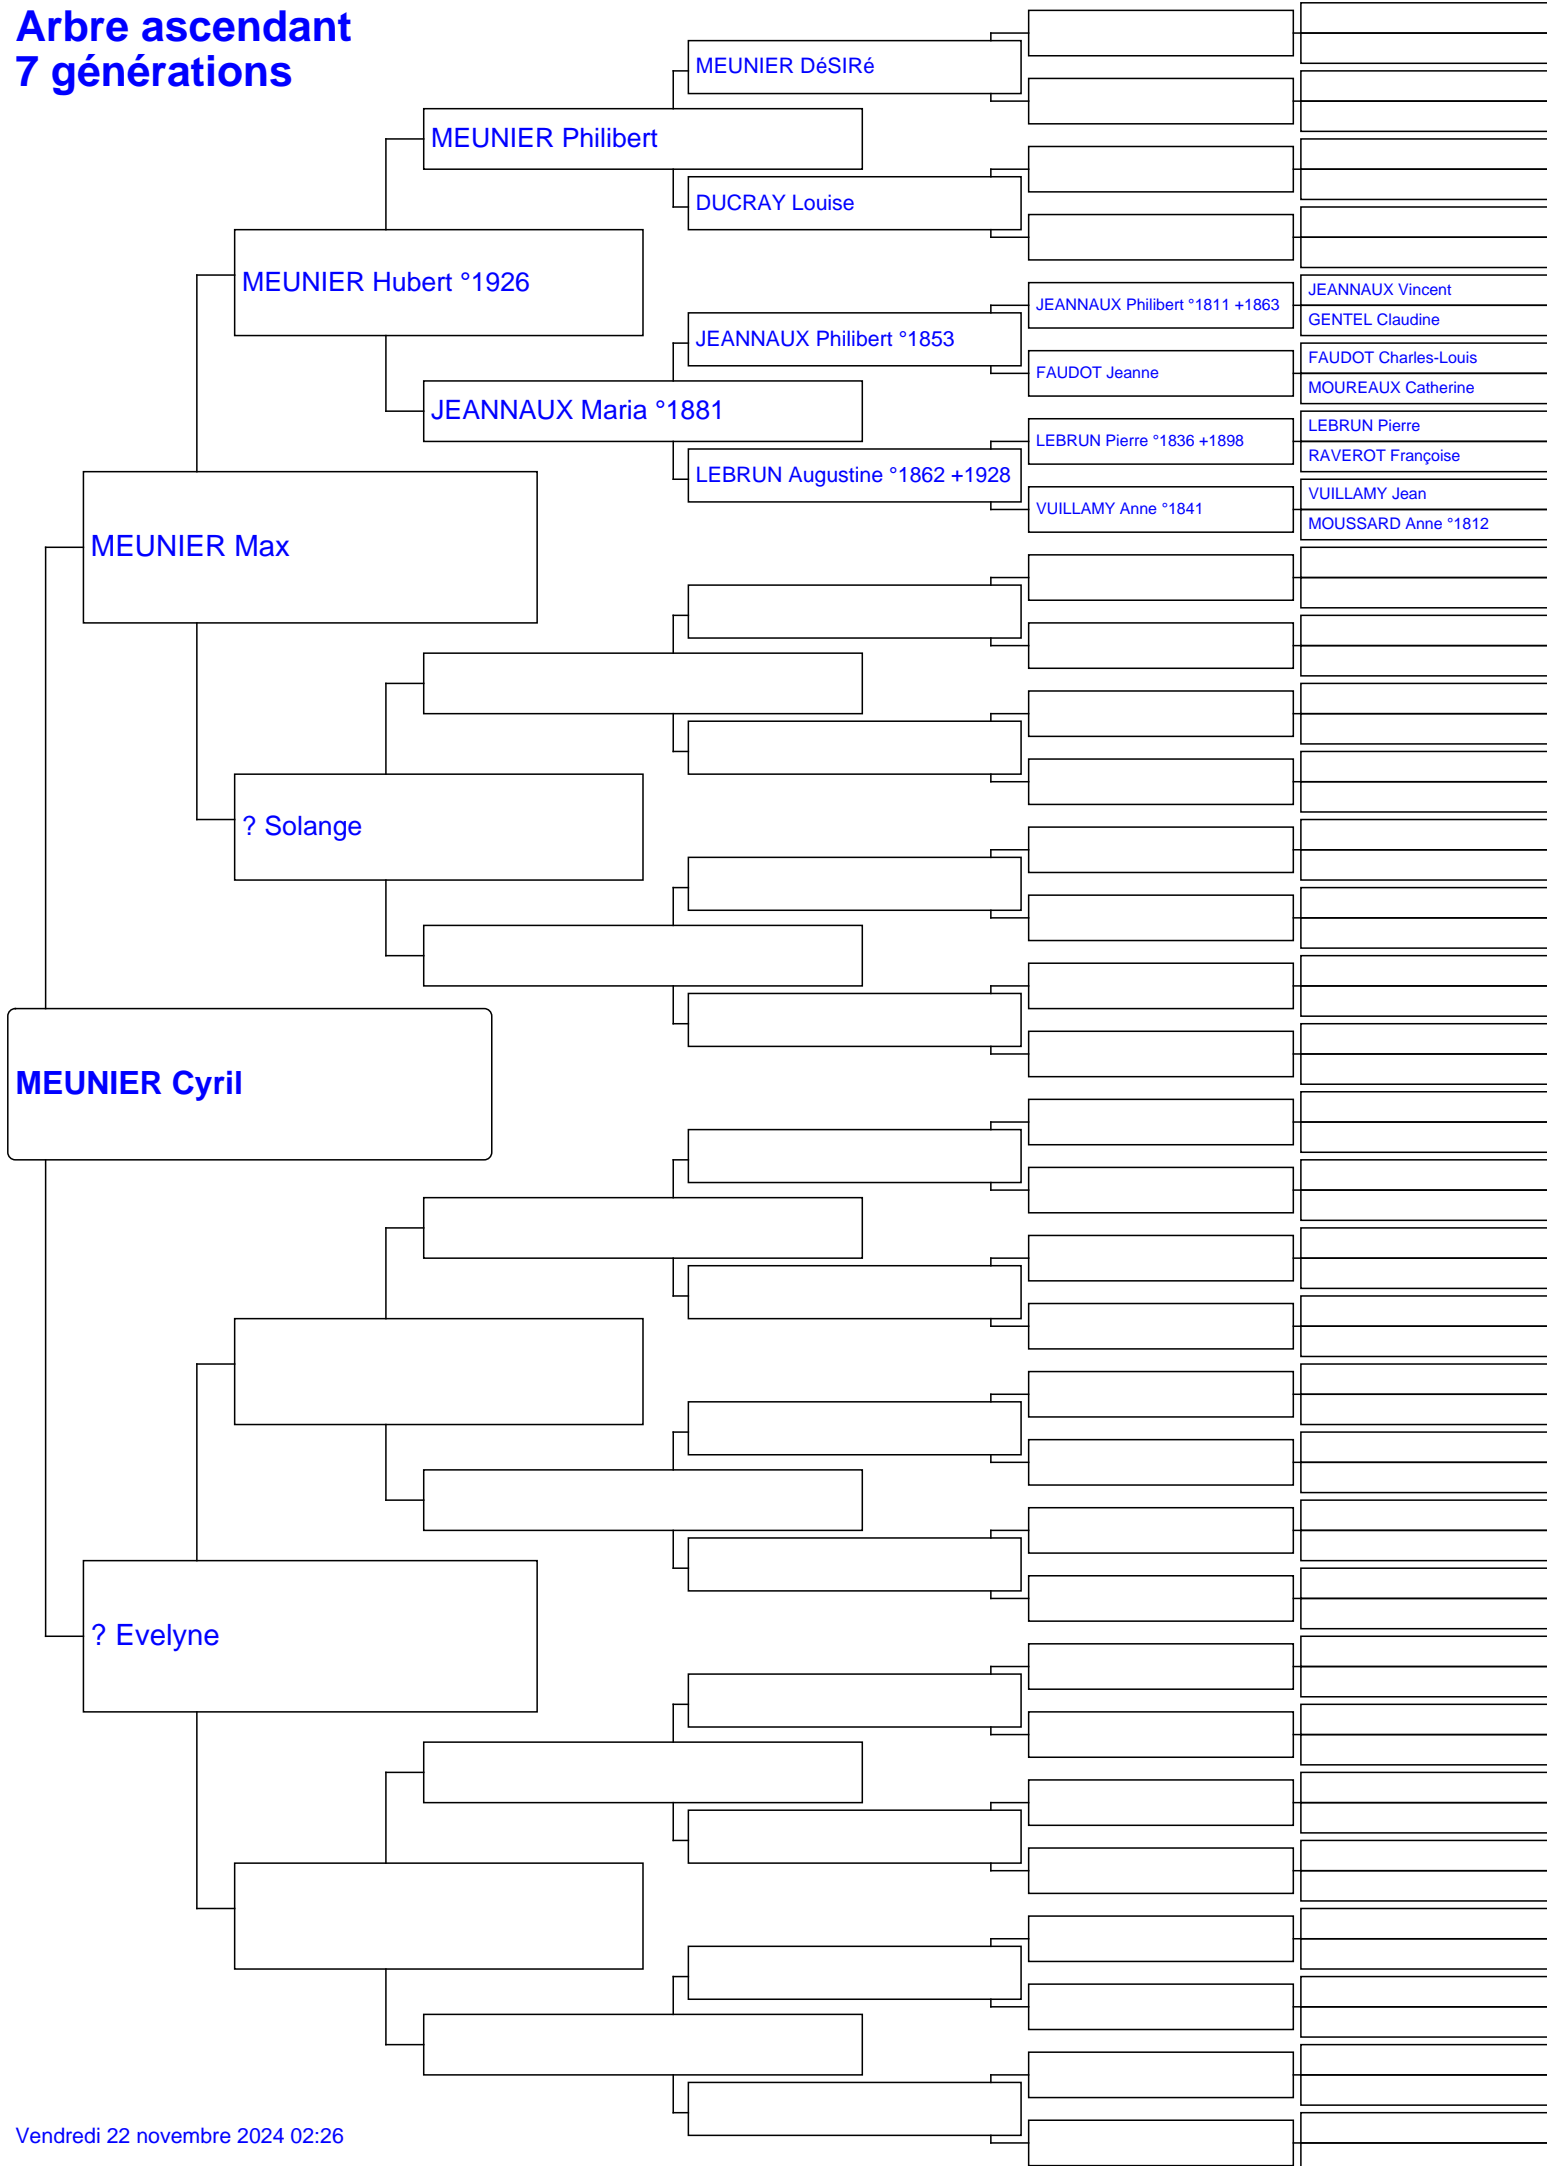 Arbre ascendant
7 générations
MEUNIER DéSIRé
MEUNIER Philibert
DUCRAY Louise
MEUNIER Hubert °1926
JEANNAUX Philibert °1811 +1863
JEANNAUX Vincent
GENTEL Claudine
JEANNAUX Philibert °1853
FAUDOT Jeanne
FAUDOT Charles-Louis
MOUREAUX Catherine
JEANNAUX Maria °1881
LEBRUN Pierre °1836 +1898
LEBRUN Pierre
RAVEROT Françoise
LEBRUN Augustine °1862 +1928
VUILLAMY Anne °1841
VUILLAMY Jean
MOUSSARD Anne °1812
MEUNIER Max
? Solange
MEUNIER Cyril
? Evelyne
Vendredi 22 novembre 2024 02:26